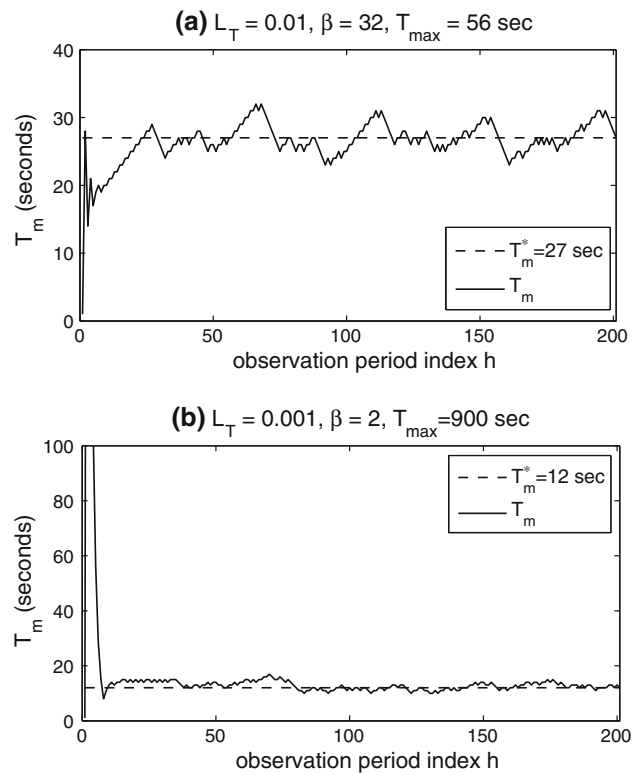 (a) L_T = 0.01, β = 32, T_max = 56 sec
40
30
20
10
0
T_m (seconds)
T_m^*=27 sec
T_m
0 50 100 150 200
observation period index h
(b) L_T = 0.001, β = 2, T_max=900 sec
100
80
60
40
20
0
T_m (seconds)
T_m^*=12 sec
T_m
0 50 100 150 200
observation period index h